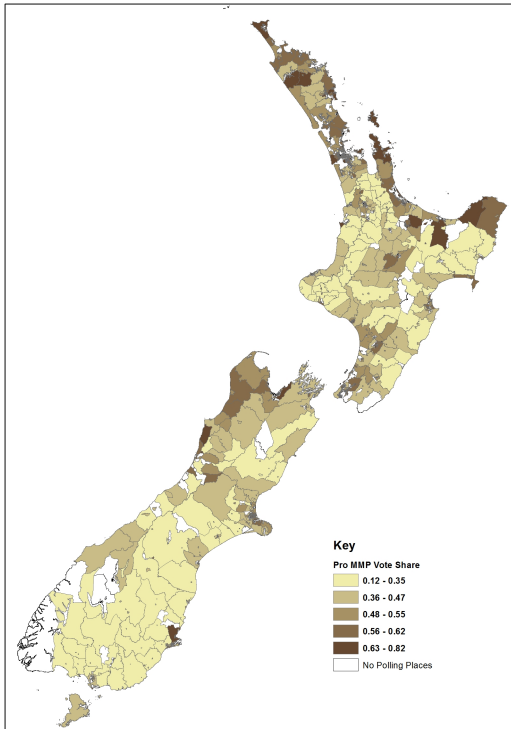 Key
Pro MMP Vote Share
0.12 - 0.35
0.36 - 0.47
0.48 - 0.55
0.56 - 0.62
0.63 - 0.82
No Polling Places